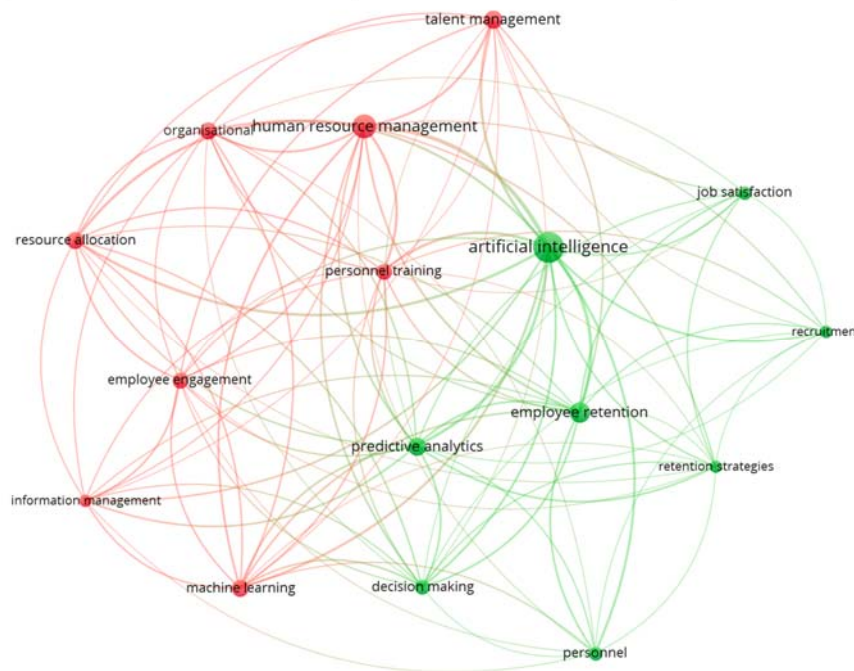 talent management
organisational
human resource management
job satisfaction
resource allocation
artificial intelligence
personnel training
recruitment
employee engagement
employee retention
predictive analytics
retention strategies
information management
machine learning
decision making
personnel